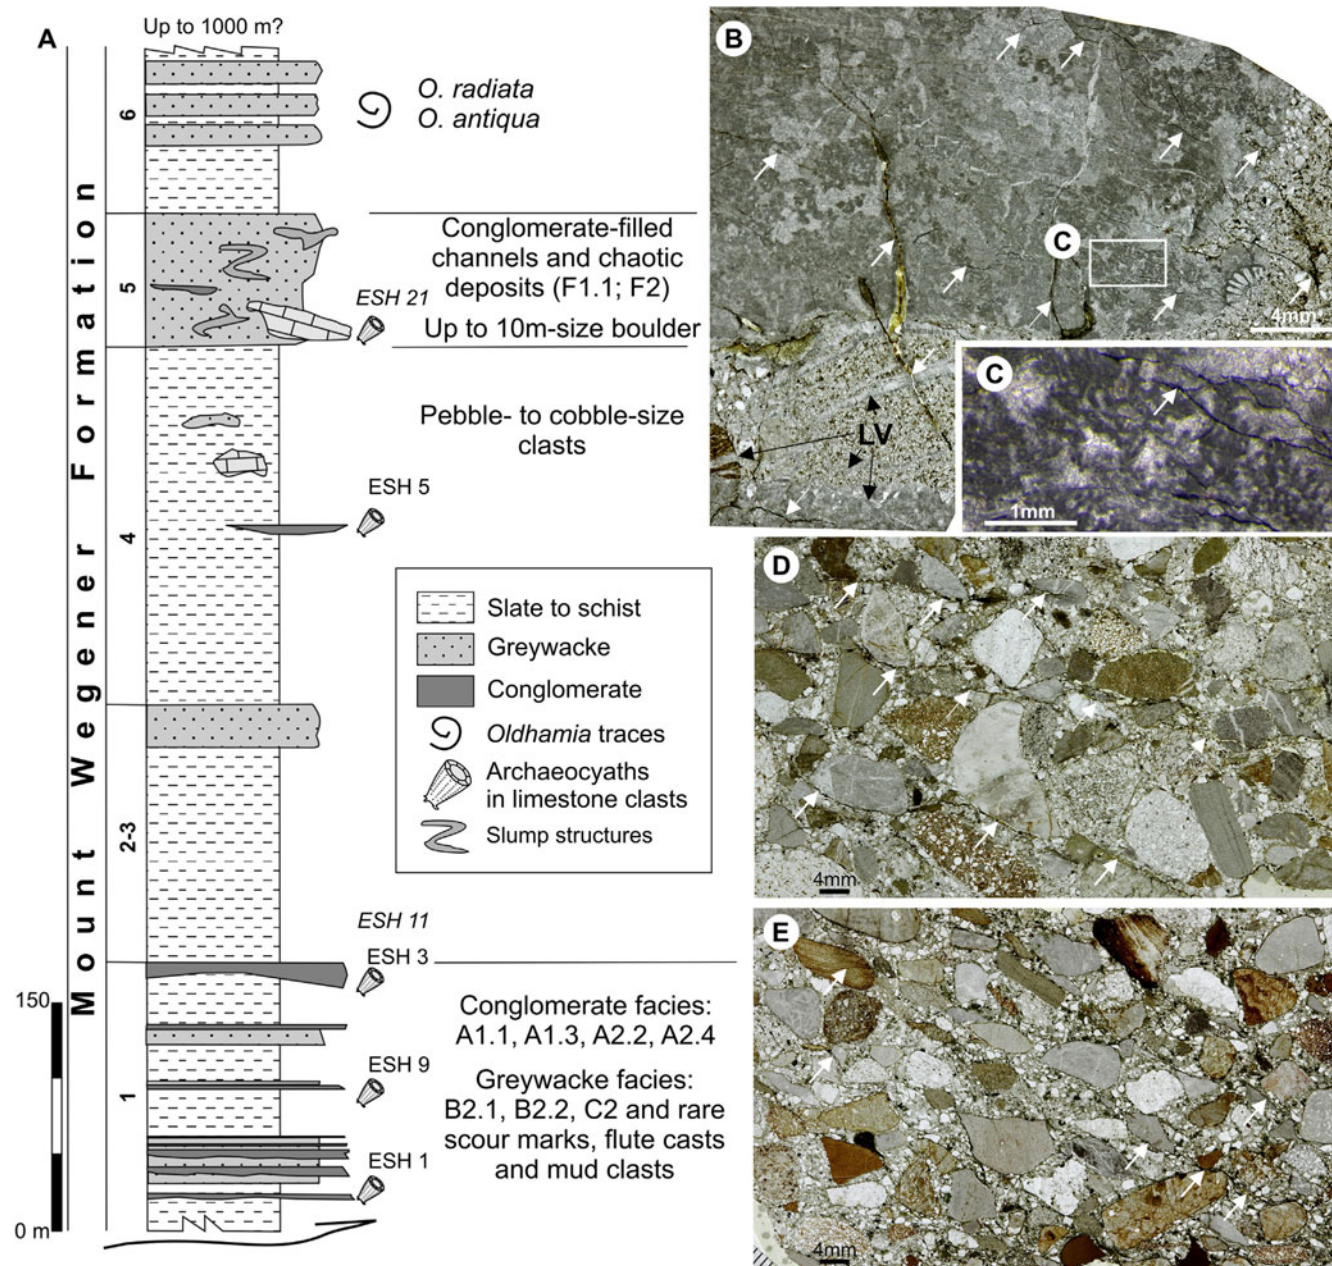 A
Up to 1000 m?
Mount Wegener Formation
6
O. radiata
O. antiqua
5
Conglomerate-filled
channels and chaotic
deposits (F1.1; F2)
ESH 21
Up to 10m-size boulder
4
Pebble- to cobble-size
clasts
ESH 5
Slate to schist
Greywacke
Conglomerate
Oldhamia traces
Archaeocyaths
in limestone clasts
Slump structures
2-3
ESH 11
ESH 3
1
Conglomerate facies:
A1.1, A1.3, A2.2, A2.4
ESH 9
Greywacke facies:
B2.1, B2.2, C2 and rare
scour marks, flute casts
and mud clasts
ESH 1
150
0 m
B
C
4mm
LV
C
1mm
D
4mm
E
4mm